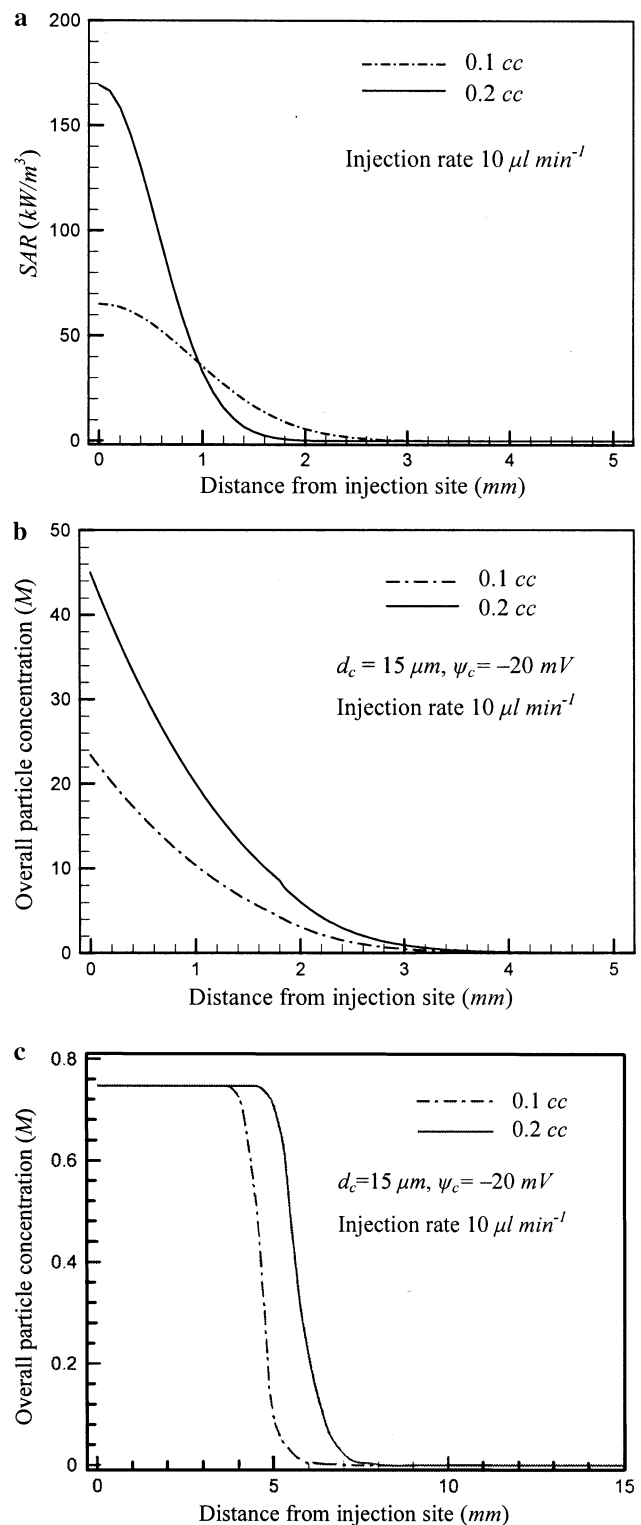 a
200
150
100
50
0
SAR (kW/m³)
0.1 cc
0.2 cc
Injection rate 10 μl min⁻¹
0 1 2 3 4 5
Distance from injection site (mm)
b
50
40
30
20
10
0
Overall particle concentration (M)
0.1 cc
0.2 cc
d_c = 15 μm, ψ_c= –20 mV
Injection rate 10 μl min⁻¹
0 1 2 3 4 5
Distance from injection site (mm)
c
0.8
0.6
0.4
0.2
0
Overall particle concentration (M)
0.1 cc
0.2 cc
d_c=15 μm, ψ_c= –20 mV
Injection rate 10 μl min⁻¹
0 5 10 15
Distance from injection site (mm)